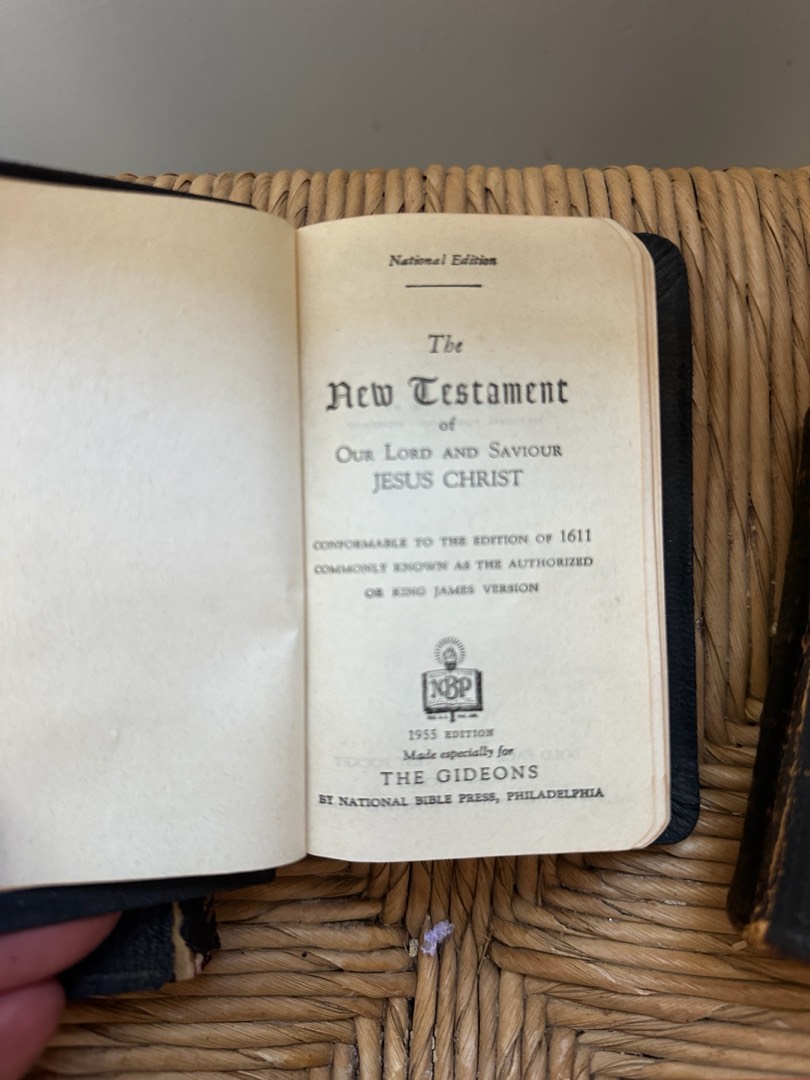 National Edition
The
New Testament
of
OUR LORD AND SAVIOUR
JESUS CHRIST
CONFORMABLE TO THE EDITION OF 1611
COMMONLY KNOWN AS THE AUTHORIZED
OR KING JAMES VERSION
NBP
1955 EDITION
Made especially for
THE GIDEONS
BY NATIONAL BIBLE PRESS, PHILADELPHIA